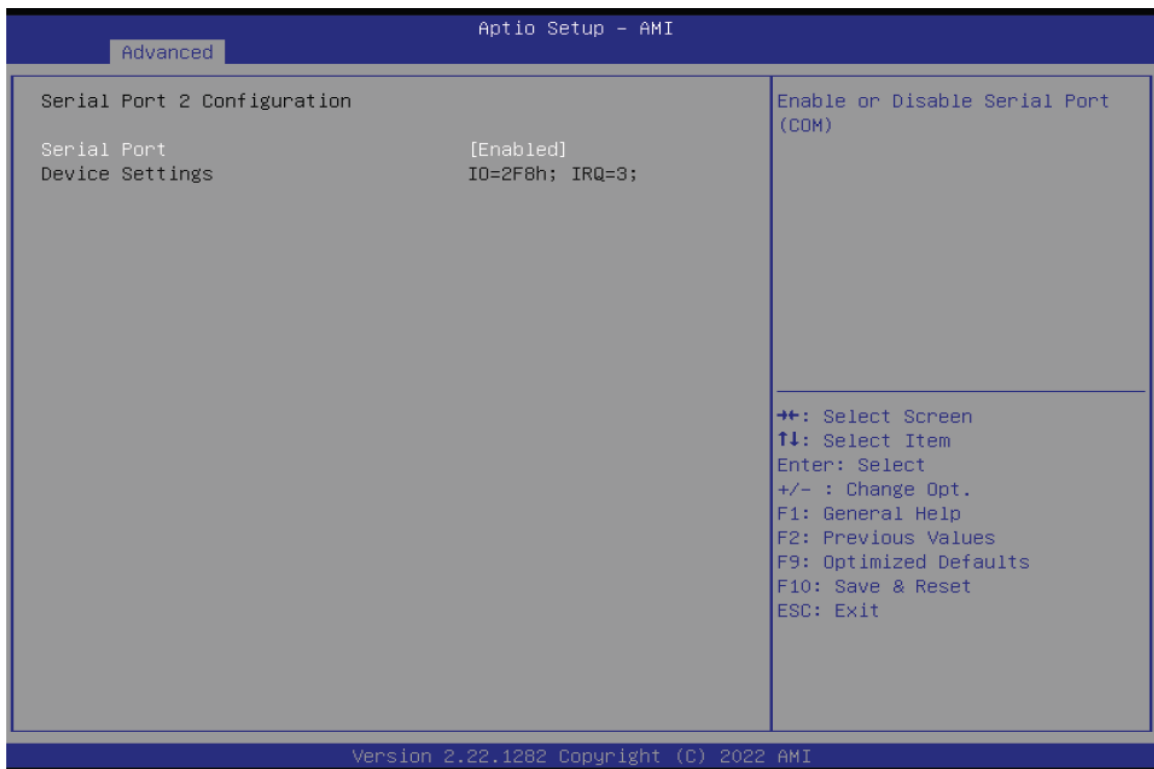 Aptio Setup – AMI
Advanced
Serial Port 2 Configuration
Serial Port [Enabled]
Device Settings IO=2F8h; IRQ=3;
Enable or Disable Serial Port
(COM)
→←: Select Screen
↑↓: Select Item
Enter: Select
+/- : Change Opt.
F1: General Help
F2: Previous Values
F9: Optimized Defaults
F10: Save & Reset
ESC: Exit
Version 2.22.1282 Copyright (C) 2022 AMI